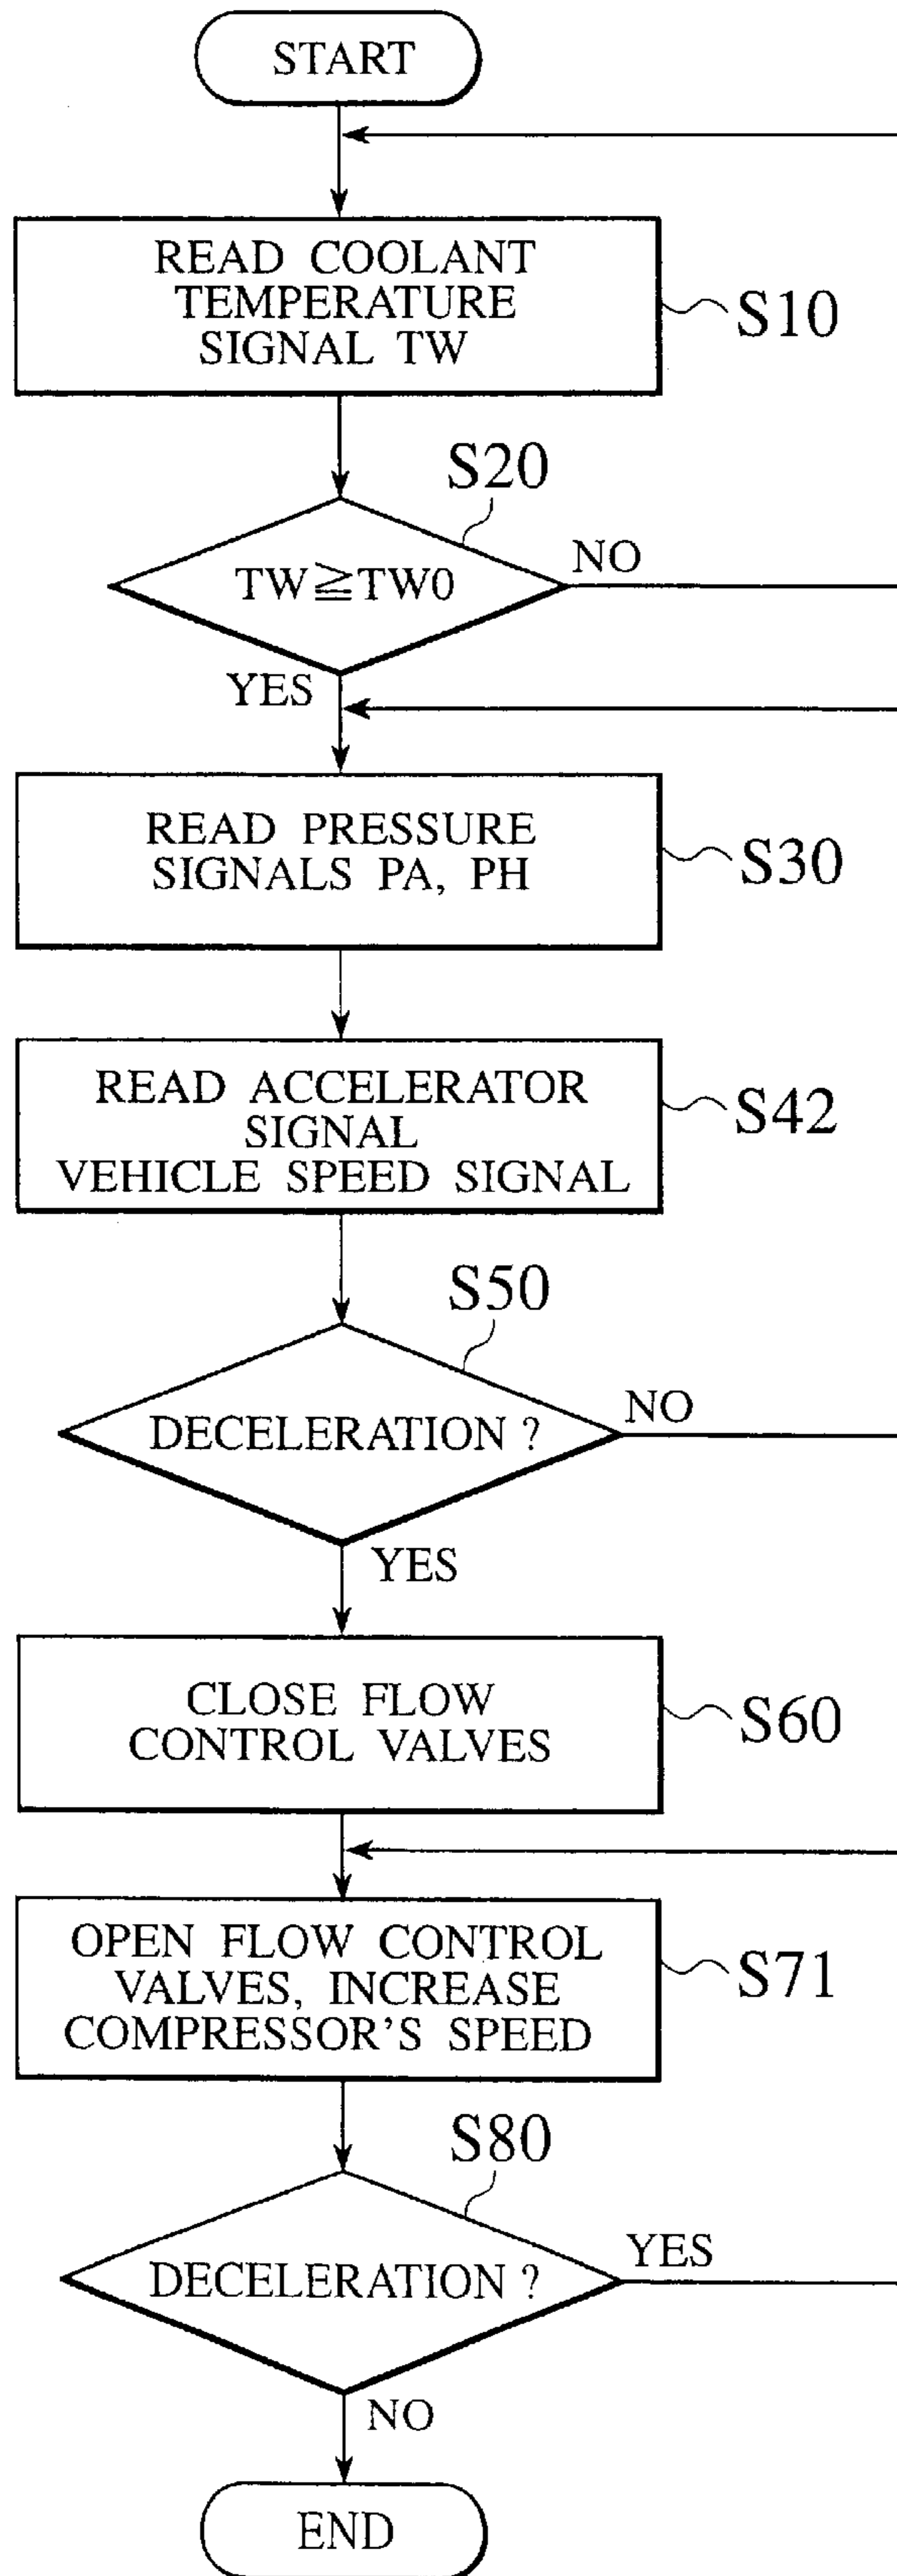 START
READ COOLANT
TEMPERATURE
SIGNAL TW
S10
S20
TW≧TW0
NO
YES
READ PRESSURE
SIGNALS PA, PH
S30
READ ACCELERATOR
SIGNAL
VEHICLE SPEED SIGNAL
S42
S50
DECELERATION ?
NO
YES
CLOSE FLOW
CONTROL VALVES
S60
OPEN FLOW CONTROL
VALVES, INCREASE
COMPRESSOR'S SPEED
S71
S80
DECELERATION ?
YES
NO
END